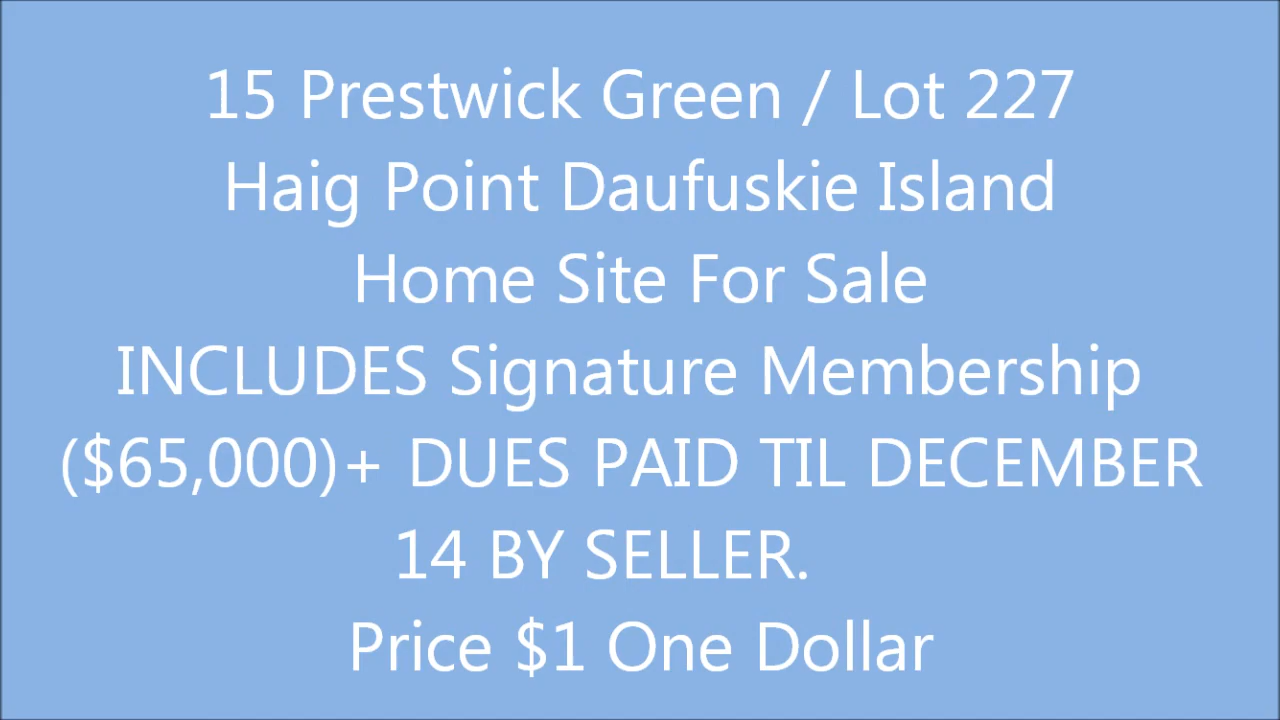 15 Prestwick Green / Lot 227
Haig Point Daufuskie Island
Home Site For Sale
INCLUDES Signature Membership
($65,000)+ DUES PAID TIL DECEMBER
14 BY SELLER.
Price $1 One Dollar